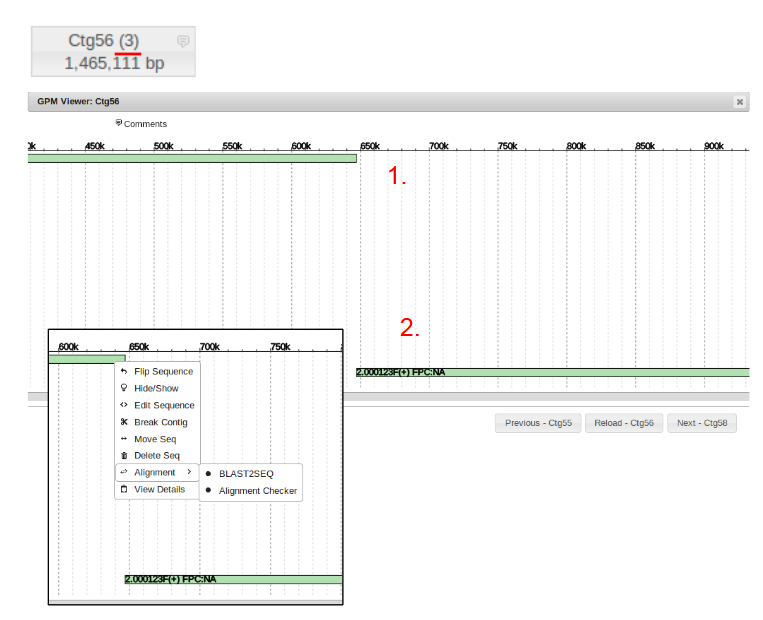 Ctg56 (3)
1,465,111 bp
GPM Viewer: Ctg56
Comments
450k 500k 550k 600k 650k 700k 750k 800k 850k 900k
1.
2.
2.000123F(+) FPC:NA
600k 650k 700k 750k
Flip Sequence
Hide/Show
Edit Sequence
Break Contig
Move Seq
Delete Seq
Alignment
BLAST2SEQ
Alignment Checker
View Details
2.000123F(+) FPC:NA
Previous - Ctg55 Reload - Ctg56 Next - Ctg58